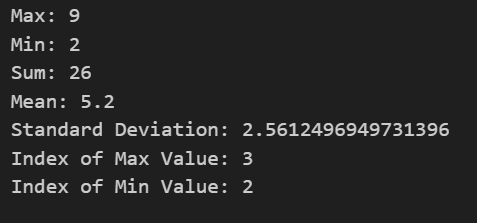 Max: 9
Min: 2
Sum: 26
Mean: 5.2
Standard Deviation: 2.5612496949731396
Index of Max Value: 3
Index of Min Value: 2